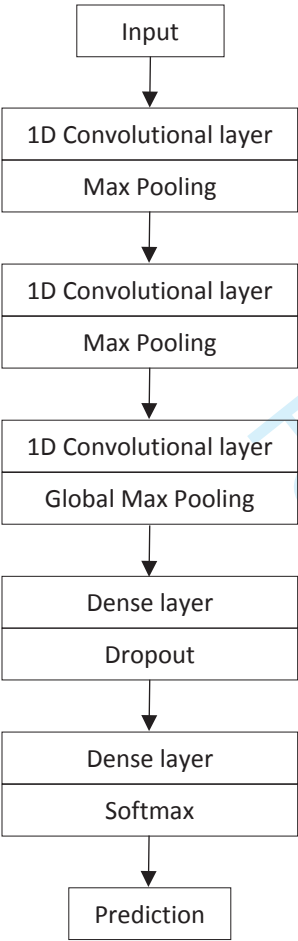 Input
1D Convolutional layer
Max Pooling
1D Convolutional layer
Max Pooling
1D Convolutional layer
Global Max Pooling
Dense layer
Dropout
Dense layer
Softmax
Prediction